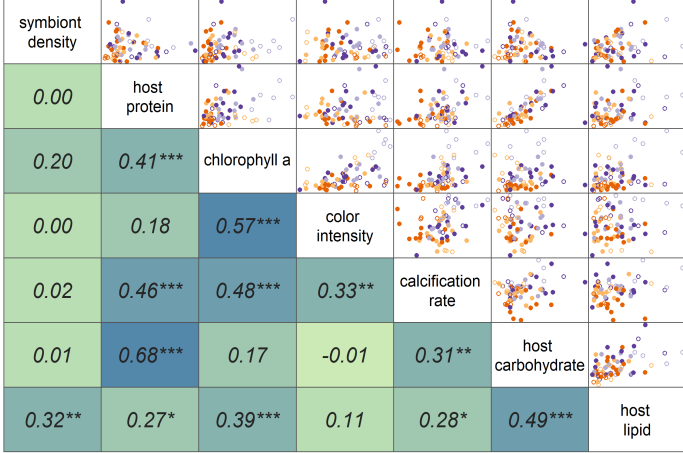 symbiont
density
0.00
host
protein
0.20
0.41***
chlorophyll a
0.00
0.18
0.57***
color
intensity
0.02
0.46***
0.48***
0.33**
calcification
rate
0.01
0.68***
0.17
-0.01
0.31**
host
carbohydrate
0.32**
0.27*
0.39***
0.11
0.28*
0.49***
host
lipid